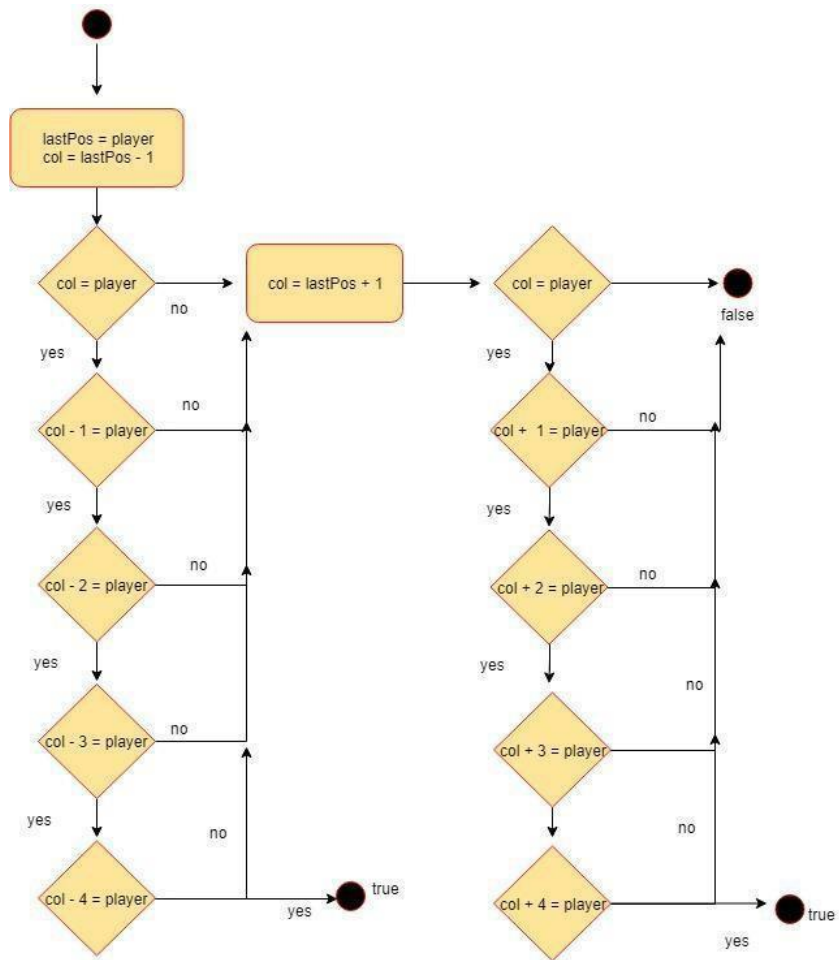 lastPos = player
col = lastPos - 1
col = player
no
col = lastPos + 1
col = player
false
yes
yes
col - 1 = player
no
col + 1 = player
no
yes
yes
col - 2 = player
no
col + 2 = player
no
yes
yes
col - 3 = player
no
col + 3 = player
no
yes
no
no
col - 4 = player
yes
true
col + 4 = player
yes
true